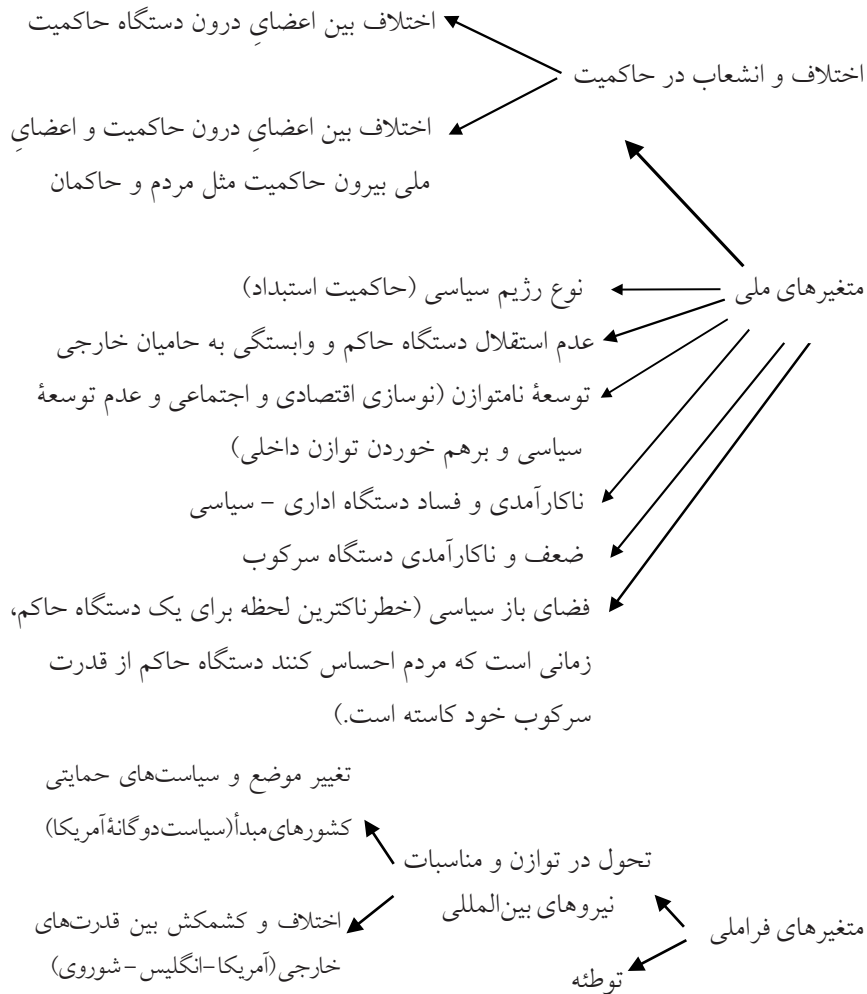 اختلاف بین اعضایِ درون دستگاه حاکمیت
اختلاف و انشعاب در حاکمیت
اختلاف بین اعضایِ درون حاکمیت و اعضایِ
ملی بیرون حاکمیت مثل مردم و حاکمان
متغیرهای ملی
نوع رژیم سیاسی (حاکمیت استبداد)
عدم استقلال دستگاه حاکم و وابستگی به حامیان خارجی
توسعهٔ نامتوازن (نوسازی اقتصادی و اجتماعی و عدم توسعهٔ
سیاسی و برهم خوردن توازن داخلی)
ناکارآمدی و فساد دستگاه اداری – سیاسی
ضعف و ناکارآمدی دستگاه سرکوب
فضای باز سیاسی (خطرناکترین لحظه برای یک دستگاه حاکم،
زمانی است که مردم احساس کنند دستگاه حاکم از قدرت
سرکوب خود کاسته است.)
متغیرهای فراملی
تحول در توازن و مناسبات
نیروهای بین‌المللی
تغییر موضع و سیاست‌های حمایتی
کشورهای‌مبدأ(سیاست‌دوگانهٔ‌آمریکا)
اختلاف و کشمکش بین قدرت‌های
خارجی(آمریکا–انگلیس–شوروی)
توطئه